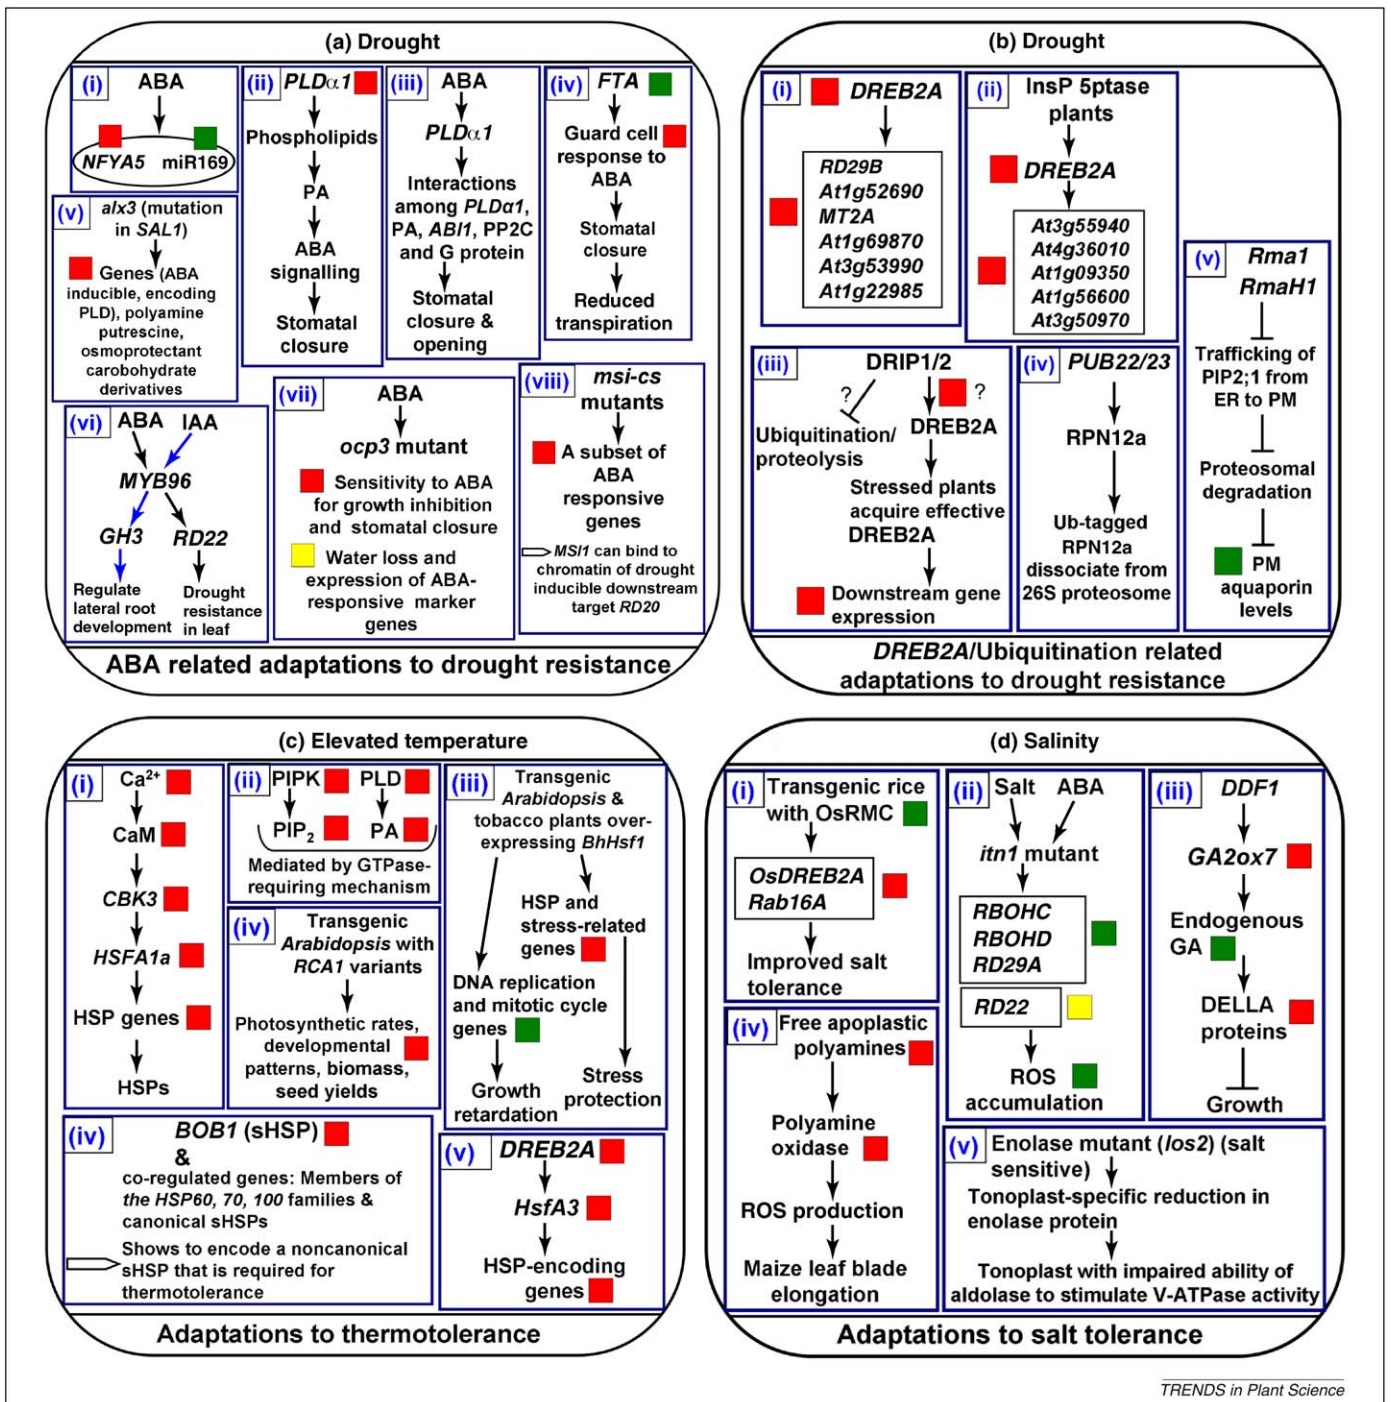 (a) Drought
(i)
ABA
NFYA5 miR169
(ii)
PLDα1
Phospholipids
PA
ABA
signalling
Stomatal
closure
(iii)
ABA
PLDα1
Interactions
among PLDα1,
PA, ABI1, PP2C
and G protein
Stomatal
closure &
opening
(iv)
FTA
Guard cell
response to
ABA
Stomatal
closure
Reduced
transpiration
(v)
alx3 (mutation
in SAL1)
Genes (ABA
inducible, encoding
PLD), polyamine
putrescine,
osmoprotectant
carobohydrate
derivatives
(vi)
ABA IAA
MYB96
GH3 RD22
Regulate
lateral root
development
Drought
resistance
in leaf
(vii)
ABA
ocp3 mutant
Sensitivity to ABA
for growth inhibition
and stomatal closure
Water loss and
expression of ABA-
responsive marker
genes
(viii)
msi-cs
mutants
A subset of
ABA
responsive
genes
MSI1 can bind to
chromatin of drought
inducible downstream
target RD20
ABA related adaptations to drought resistance
(b) Drought
(i)
DREB2A
RD29B
At1g52690
MT2A
At1g69870
At3g53990
At1g22985
(ii)
InsP 5ptase
plants
DREB2A
At3g55940
At4g36010
At1g09350
At1g56600
At3g50970
(iii)
DRIP1/2
? ?
Ubiquitination/
proteolysis
DREB2A
Stressed plants
acquire effective
DREB2A
Downstream gene
expression
(iv)
PUB22/23
RPN12a
Ub-tagged
RPN12a
dissociate from
26S proteosome
(v)
Rma1
RmaH1
Trafficking of
PIP2;1 from
ER to PM
Proteosomal
degradation
PM
aquaporin
levels
DREB2A/Ubiquitination related
adaptations to drought resistance
(c) Elevated temperature
(i)
Ca2+
CaM
CBK3
HSFA1a
HSP genes
HSPs
(ii)
PIPK PLD
PIP2 PA
Mediated by GTPase-
requiring mechanism
(iii)
Transgenic
Arabidopsis &
tobacco plants over-
expressing BhHsf1
HSP and
stress-related
genes
DNA replication
and mitotic cycle
genes
Growth
retardation
Stress
protection
(iv)
Transgenic
Arabidopsis with
RCA1 variants
Photosynthetic rates,
developmental
patterns, biomass,
seed yields
(iv)
BOB1 (sHSP)
&
co-regulated genes: Members of
the HSP60, 70, 100 families &
canonical sHSPs
Shows to encode a noncanonical
sHSP that is required for
thermotolerance
(v)
DREB2A
HsfA3
HSP-encoding
genes
Adaptations to thermotolerance
(d) Salinity
(i)
Transgenic rice
with OsRMC
OsDREB2A
Rab16A
Improved salt
tolerance
(ii)
Salt ABA
itn1 mutant
RBOHC
RBOHD
RD29A
RD22
ROS
accumulation
(iii)
DDF1
GA2ox7
Endogenous
GA
DELLA
proteins
Growth
(iv)
Free apoplastic
polyamines
Polyamine
oxidase
ROS production
Maize leaf blade
elongation
(v)
Enolase mutant (los2) (salt
sensitive)
Tonoplast-specific reduction in
enolase protein
Tonoplast with impaired ability of
aldolase to stimulate V-ATPase activity
Adaptations to salt tolerance
TRENDS in Plant Science